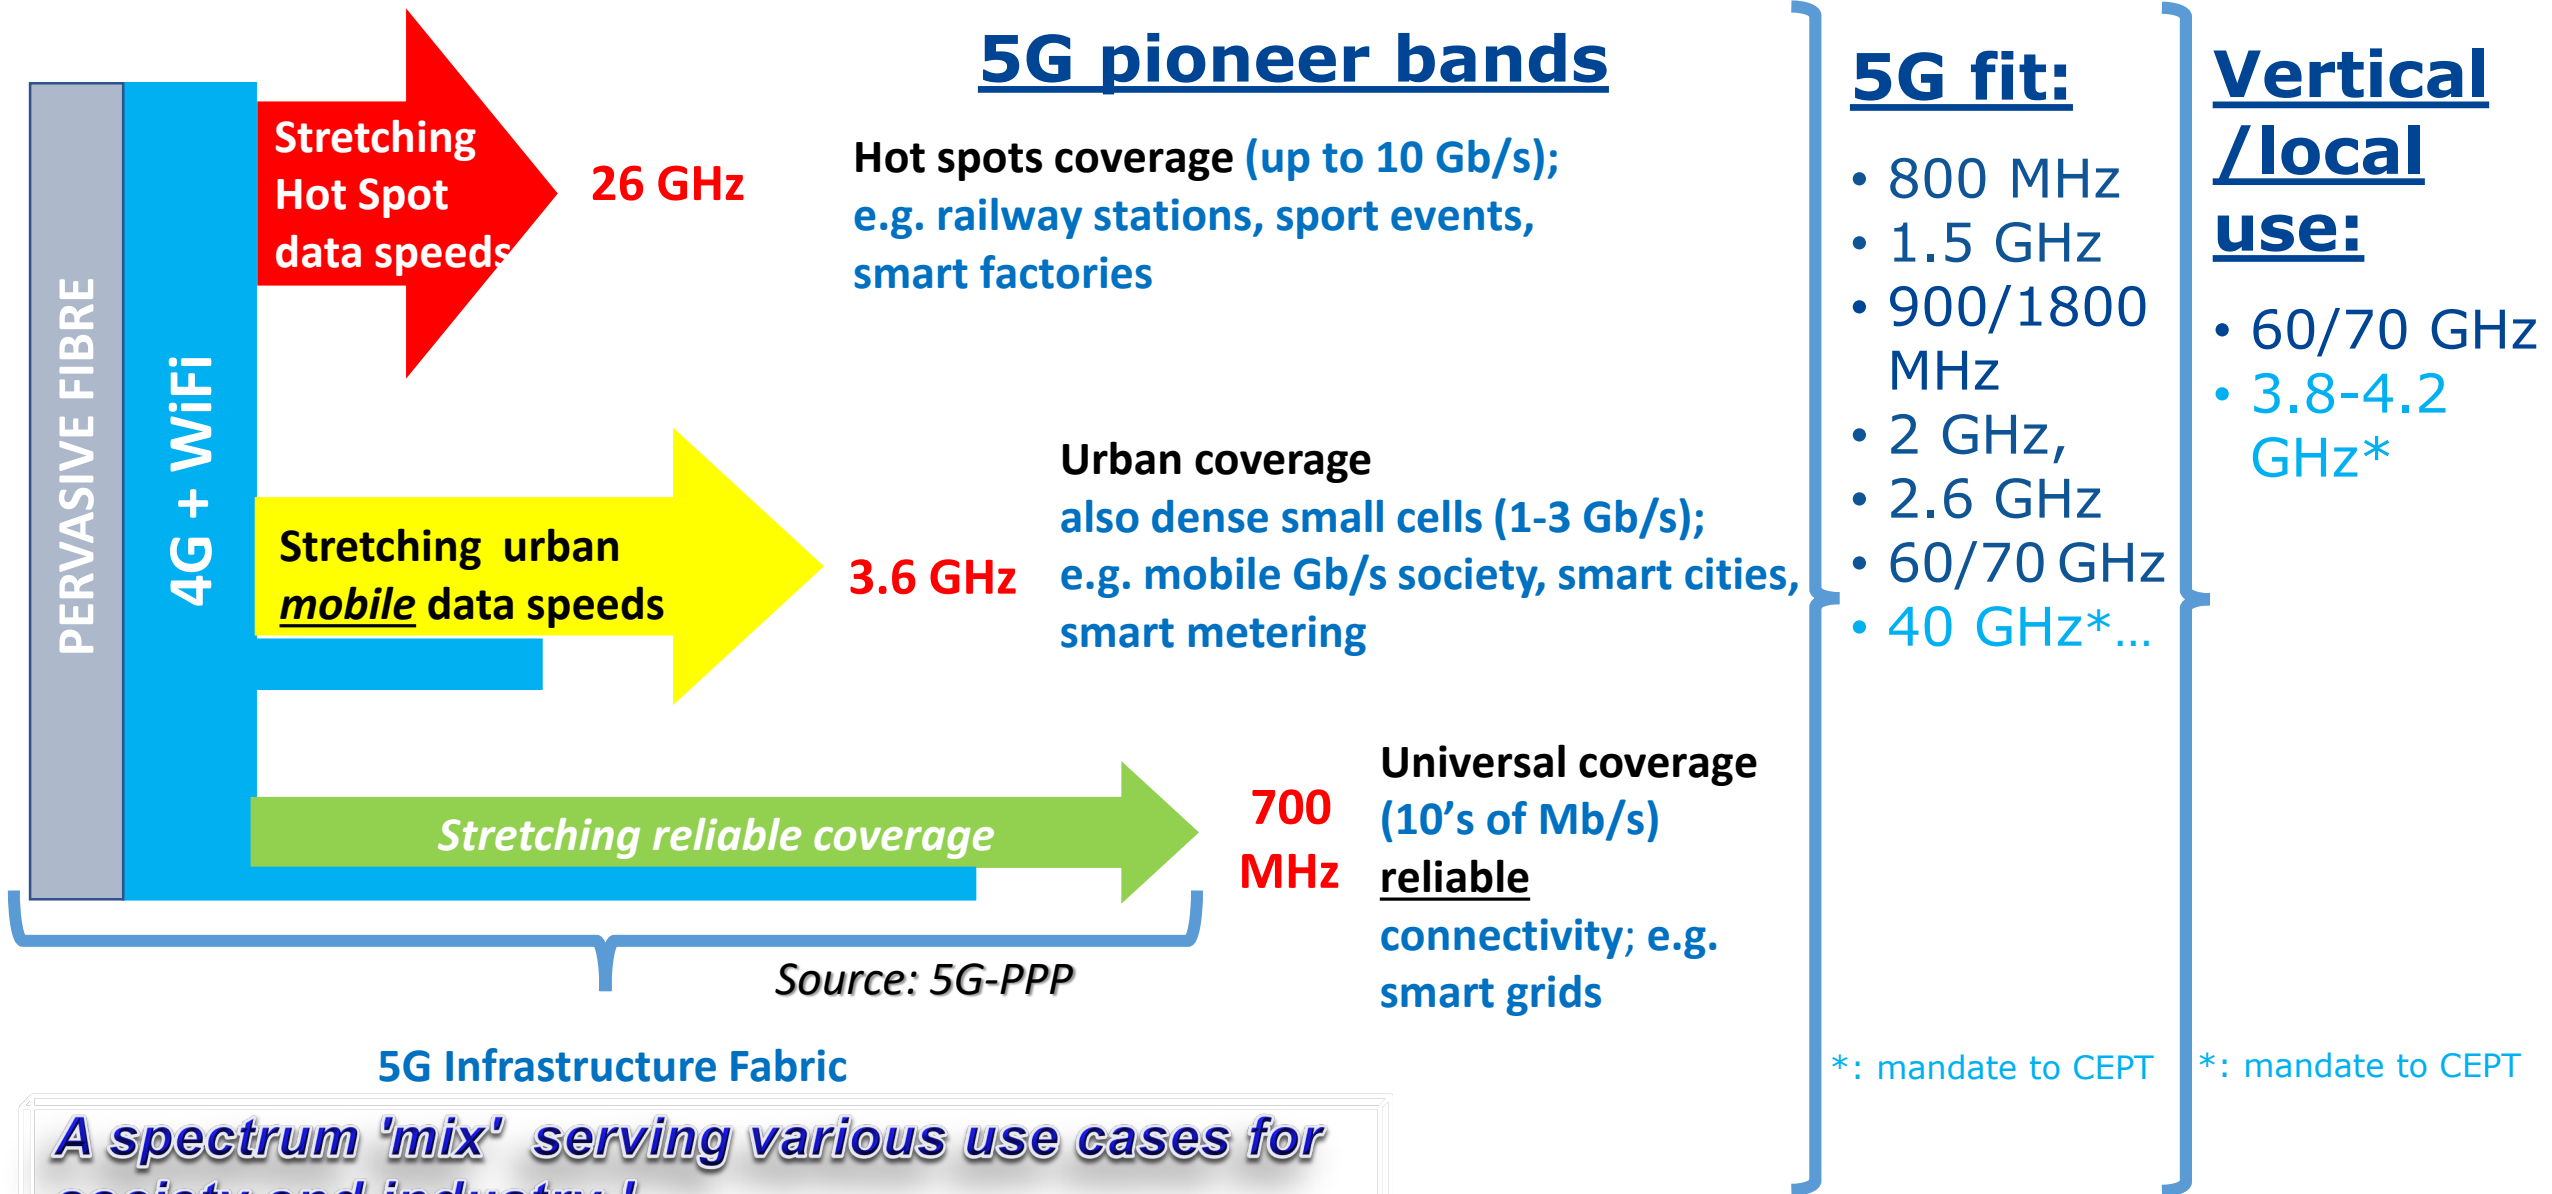 5G pioneer bands
PERVASIVE FIBRE
4G + WiFi
Stretching
Hot Spot
data speeds
26 GHz
Hot spots coverage (up to 10 Gb/s);
e.g. railway stations, sport events,
smart factories
Stretching urban
mobile data speeds
3.6 GHz
Urban coverage
also dense small cells (1-3 Gb/s);
e.g. mobile Gb/s society, smart cities,
smart metering
Stretching reliable coverage
700
MHz
Universal coverage
(10’s of Mb/s)
reliable
connectivity; e.g.
smart grids
Source: 5G-PPP
5G Infrastructure Fabric
A spectrum 'mix' serving various use cases for
society and industry !
5G fit:
• 800 MHz
• 1.5 GHz
• 900/1800
MHz
• 2 GHz,
• 2.6 GHz
• 60/70 GHz
• 40 GHz*...
*: mandate to CEPT
Vertical
/local
use:
• 60/70 GHz
• 3.8-4.2
GHz*
*: mandate to CEPT